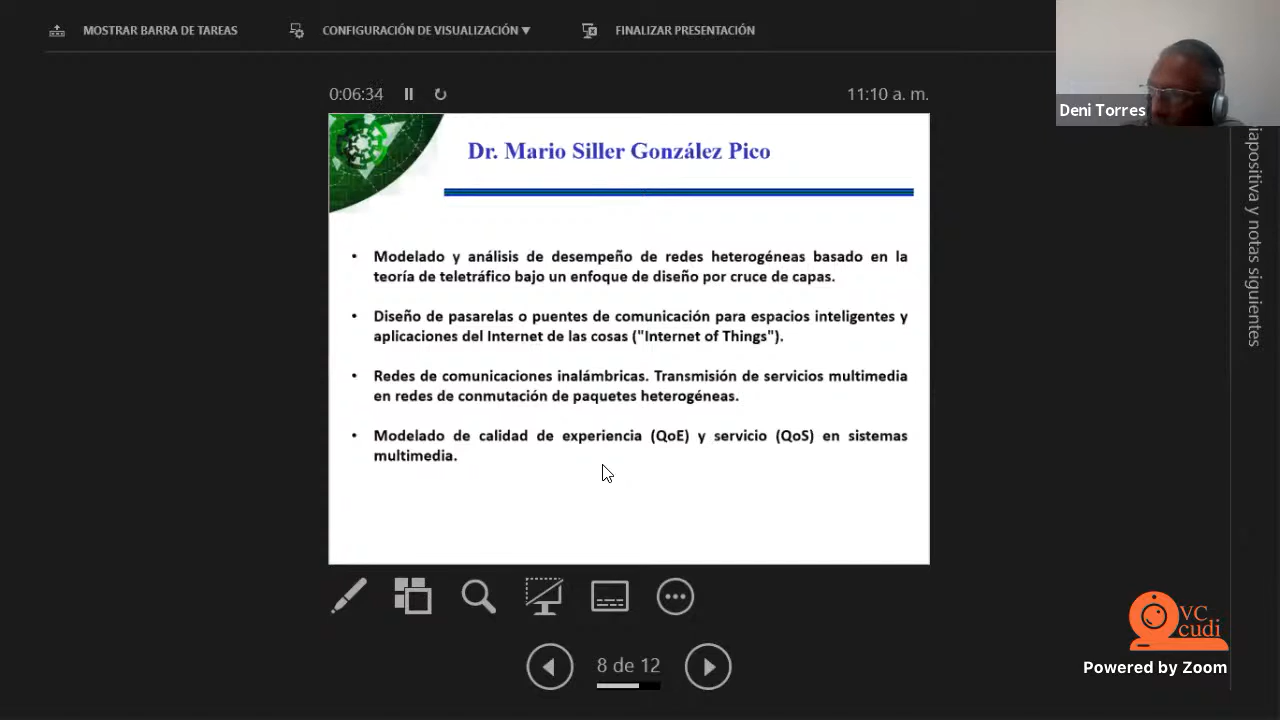 MOSTRAR BARRA DE TAREAS
CONFIGURACIÓN DE VISUALIZACIÓN ▼
FINALIZAR PRESENTACIÓN
Deni Torres
0:06:34
11:10 a. m.
Dr. Mario Siller González Pico
• Modelado y análisis de desempeño de redes heterogéneas basado en la
teoría de teletráfico bajo un enfoque de diseño por cruce de capas.
• Diseño de pasarelas o puentes de comunicación para espacios inteligentes y
aplicaciones del Internet de las cosas ("Internet of Things").
• Redes de comunicaciones inalámbricas. Transmisión de servicios multimedia
en redes de conmutación de paquetes heterogéneas.
• Modelado de calidad de experiencia (QoE) y servicio (QoS) en sistemas
multimedia.
iapositiva y notas siguientes
8 de 12
VC
cudi
Powered by Zoom